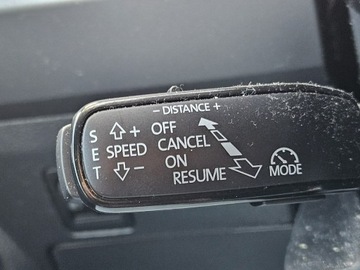 - DISTANCE +
S E T
+
SPEED
-
OFF
CANCEL
ON
RESUME
MODE